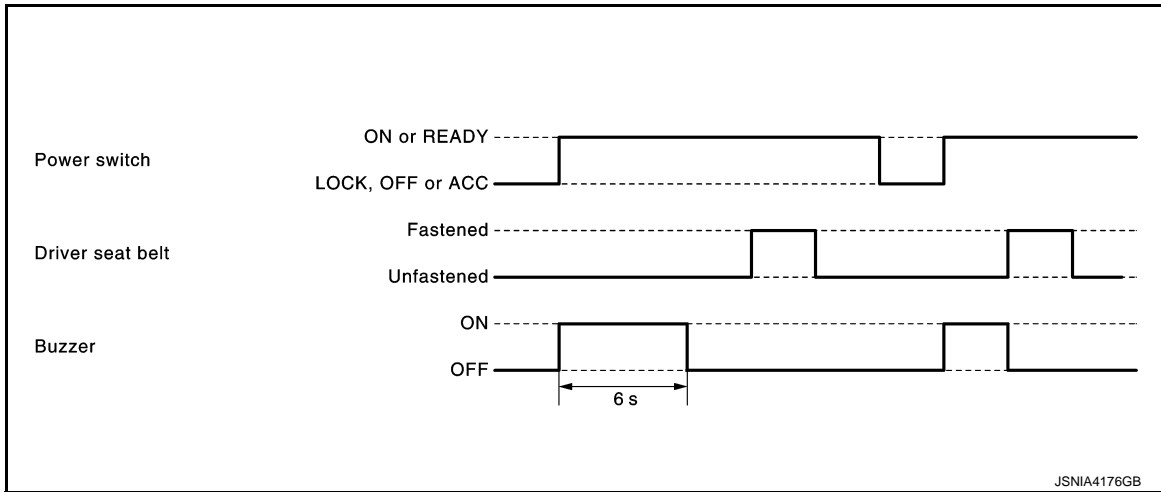 ON or READY
Power switch
LOCK, OFF or ACC
Fastened
Driver seat belt
Unfastened
ON
Buzzer
OFF
6 s
JSNIA4176GB